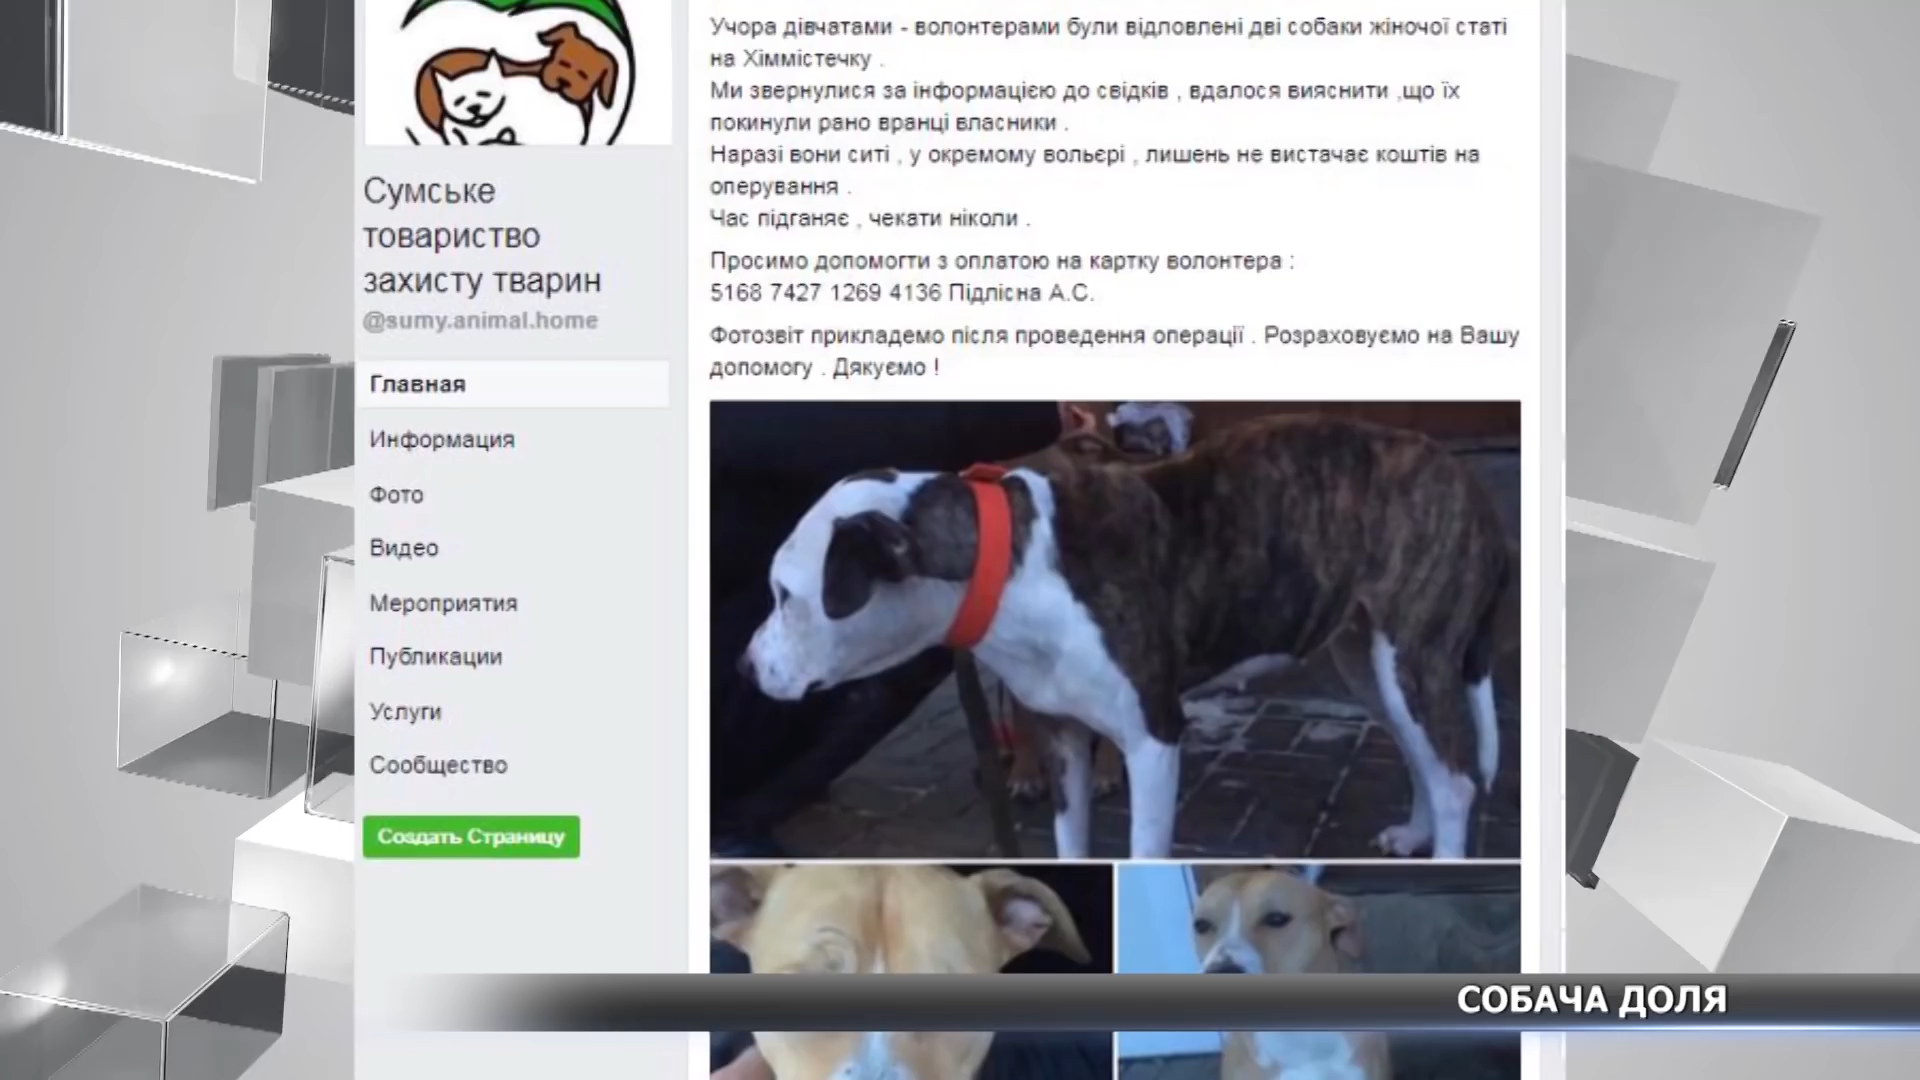 Учора дівчатами - волонтерами були відловлені дві собаки жіночої статі
на Хіммістечку .
Ми звернулися за інформацією до свідків , вдалося вияснити ,що їх
покинули рано вранці власники .
Наразі вони ситі , у окремому вольєрі , лишень не вистачає коштів на
оперування .
Час підганяє , чекати ніколи .
Просимо допомогти з оплатою на картку волонтера :
5168 7427 1269 4136 Підлісна А.С.
Фотозвіт прикладемо після проведення операції . Розраховуємо на Вашу
допомогу . Дякуємо !
Сумське
товариство
захисту тварин
@sumy.animal.home
Главная
Информация
Фото
Видео
Мероприятия
Публикации
Услуги
Сообщество
Создать Страницу
СОБАЧА ДОЛЯ